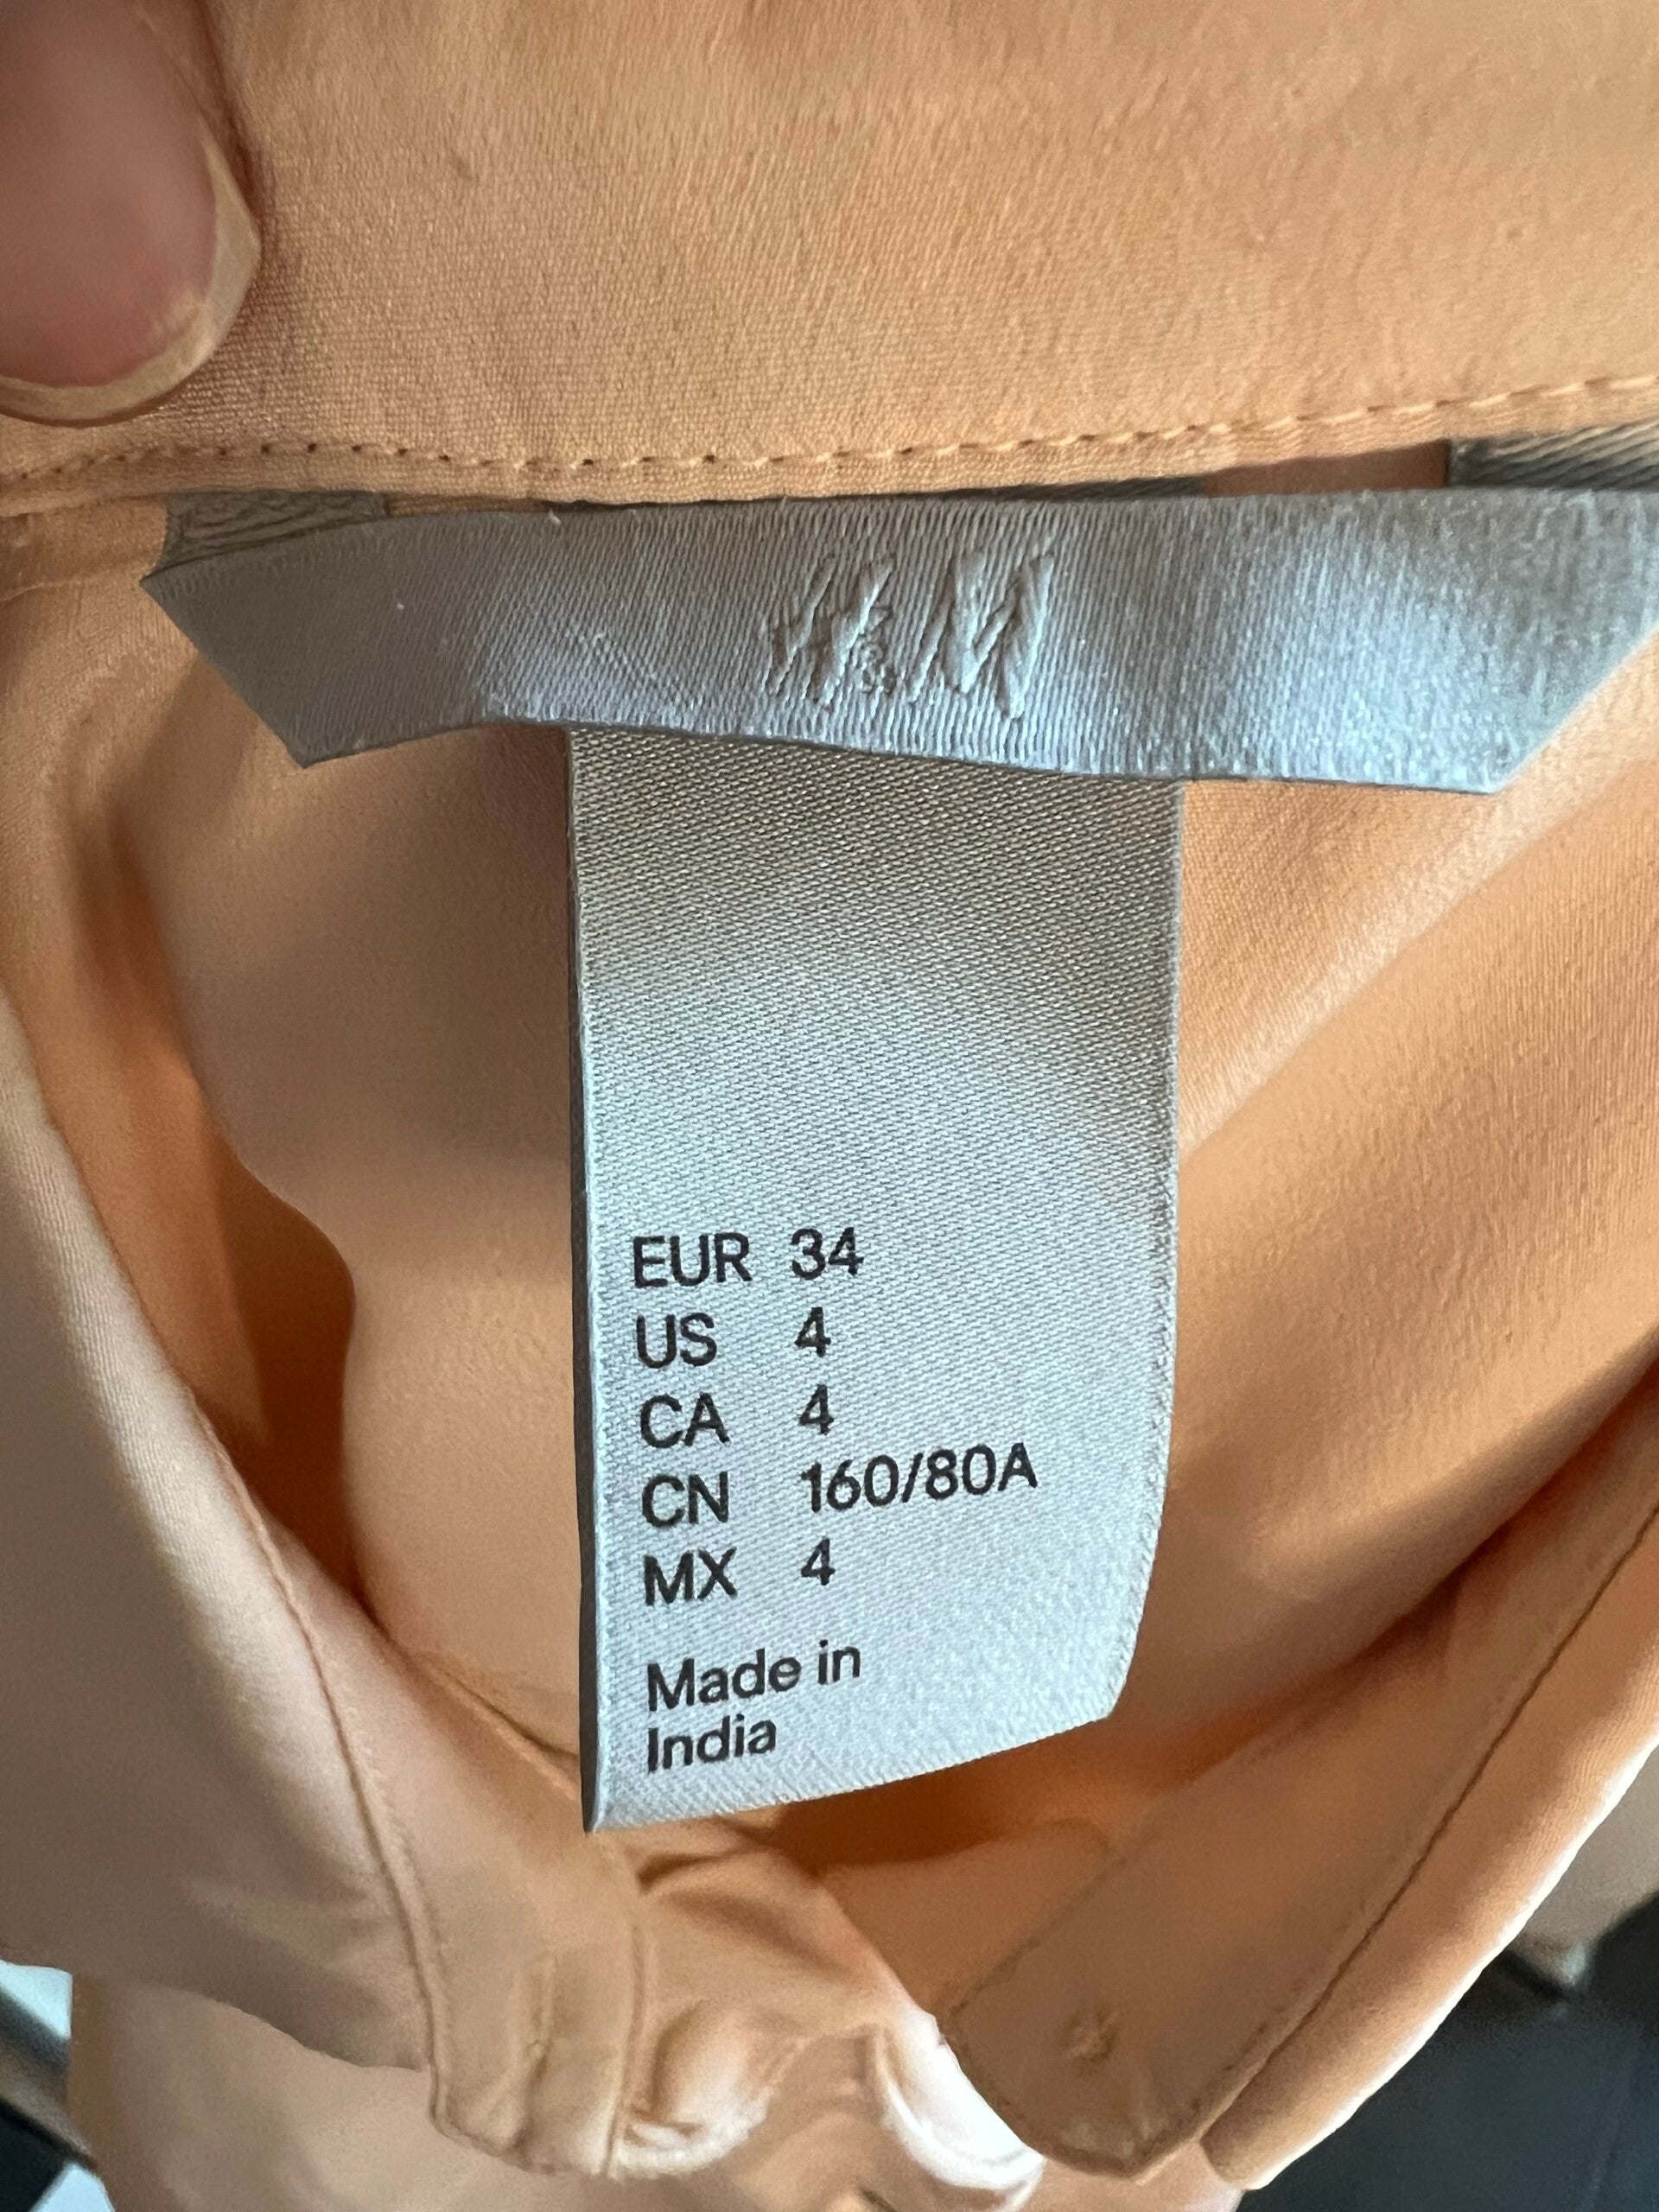 H&M
EUR 34
US 4
CA 4
CN 160/80A
MX 4
Made in
India